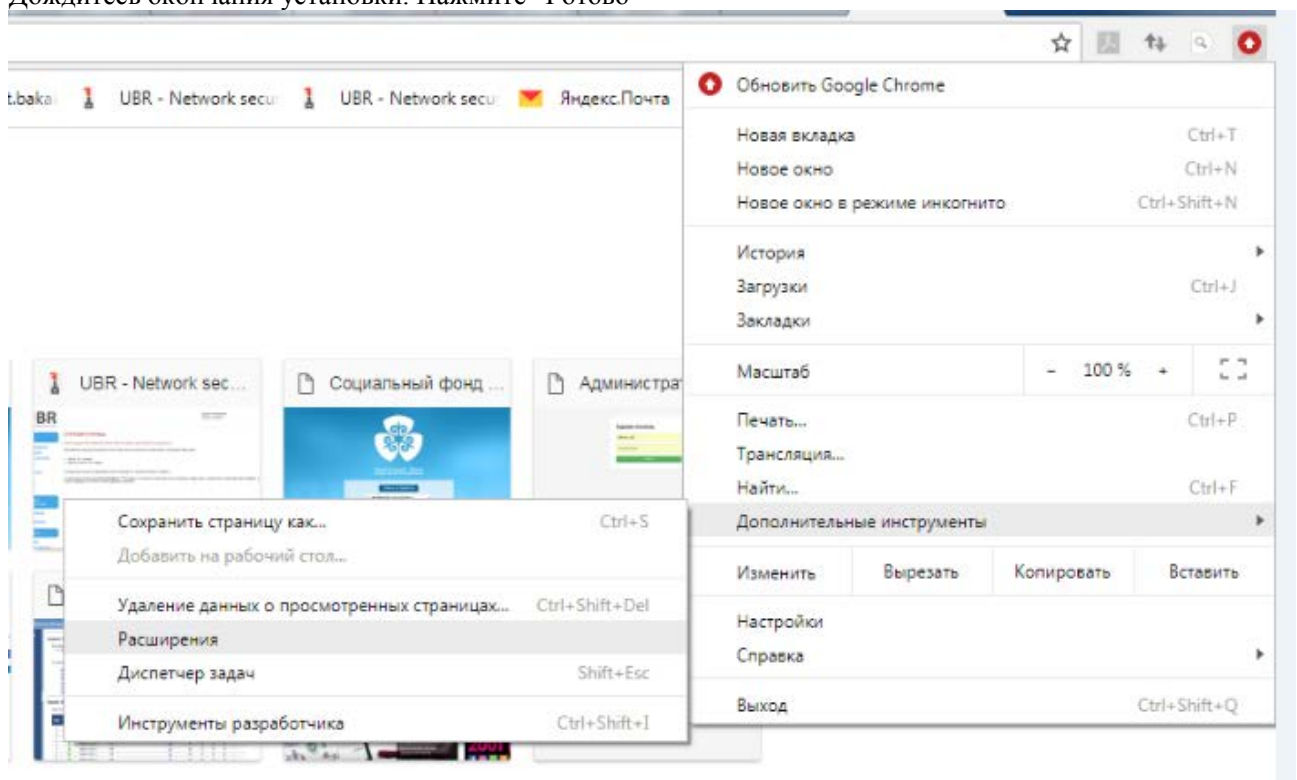 Дождитесь окончания установки. Нажмите "Готово"
t.baka UBR - Network secu UBR - Network secu Яндекс.Почта
Обновить Google Chrome
Новая вкладка Ctrl+T
Новое окно Ctrl+N
Новое окно в режиме инкогнито Ctrl+Shift+N
История
Загрузки Ctrl+J
Закладки
Масштаб - 100 % +
Печать... Ctrl+P
Трансляция...
Найти... Ctrl+F
Дополнительные инструменты
Изменить Вырезать Копировать Вставить
Настройки
Справка
Выход Ctrl+Shift+Q
UBR - Network sec... Социальный фонд ... Администрат
BR
Сохранить страницу как... Ctrl+S
Добавить на рабочий стол...
Удаление данных о просмотренных страницах... Ctrl+Shift+Del
Расширения
Диспетчер задач Shift+Esc
Инструменты разработчика Ctrl+Shift+I